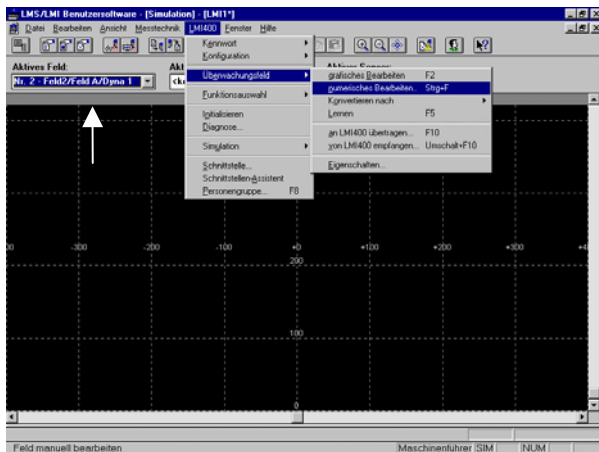 LMS/LMI Benutzersoftware - [Simulation] - [LMI1*]
Datei Bearbeiten Ansicht Messtechnik LMI400 Fenster Hilfe
Aktives Feld:
Nr. 2 - Feld2/Feld A/Dyna 1
Kennwort
Konfiguration
Überwachungsfeld
Funktionsauswahl
Initialisieren
Diagnose...
Simulation
Schnittstelle...
Schnittstellen-Assistent
Personengruppe... F8
grafisches Bearbeiten F2
numerisches Bearbeiten... Strg+F
Konvertieren nach
Lernen F5
an LMI400 übertragen... F10
von LMI400 empfangen... Umschalt+F10
Eigenschaften...
-300 -200 -100 +0 +100 +200 +300
200
100
0
Feld manuell bearbeiten Maschinenführer SIM NUM